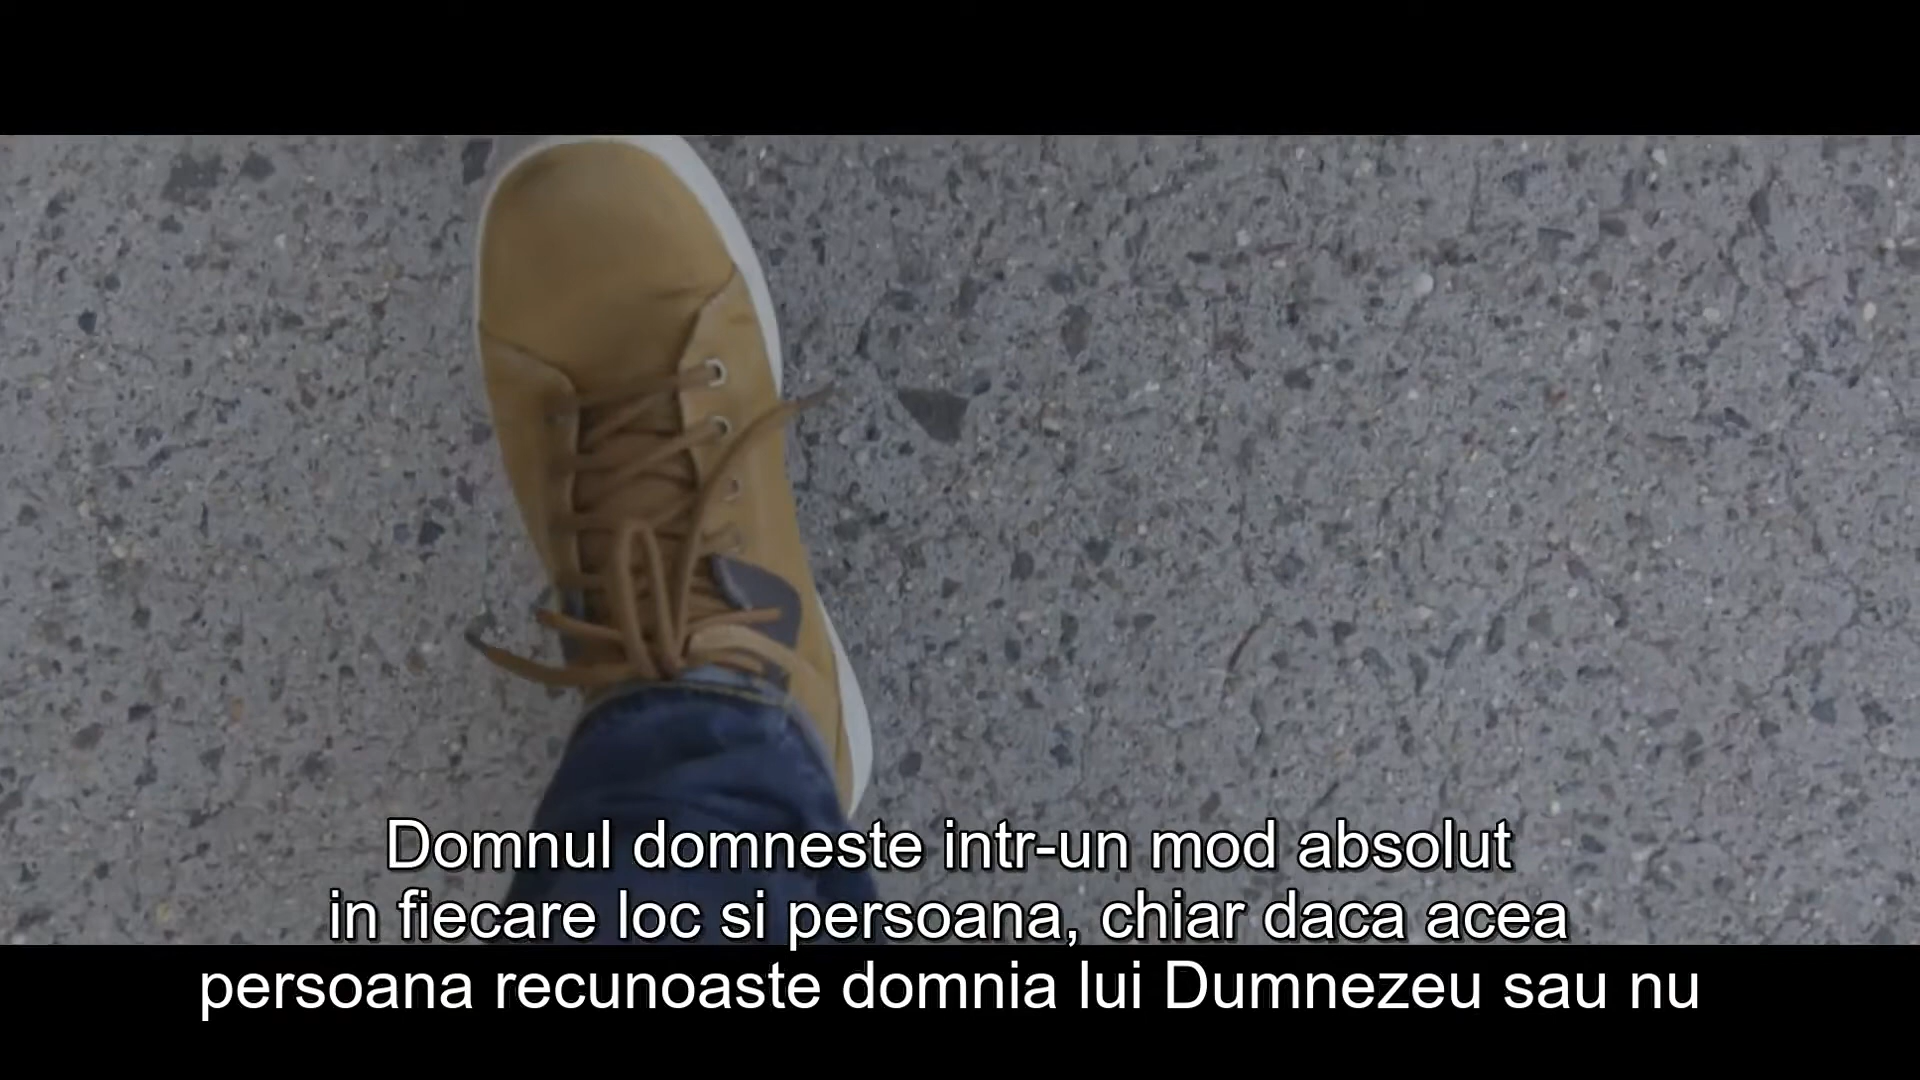 Domnul domneste intr-un mod absolut
in fiecare loc si persoana, chiar daca acea
persoana recunoaste domnia lui Dumnezeu sau nu